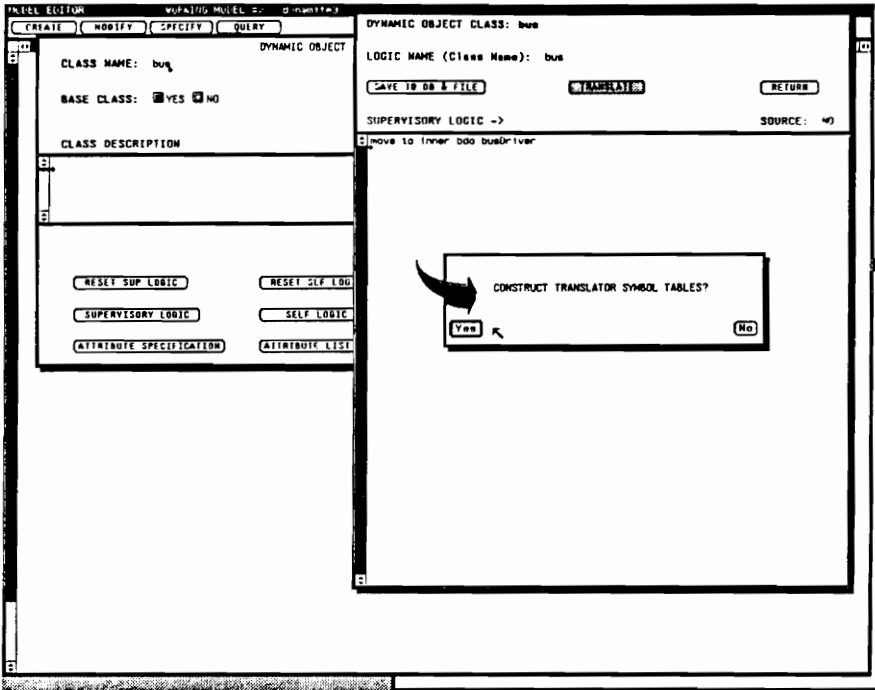 MODEL EDITOR WORKING MODEL =>
CREATE MODIFY SPECIFY QUERY
DYNAMIC OBJECT
CLASS NAME: bus
BASE CLASS: YES NO
CLASS DESCRIPTION
RESET SUP LOGIC RESET SLF LOG
SUPERVISORY LOGIC SELF LOGIC
ATTRIBUTE SPECIFICATION ATTRIBUTE LIST
DYNAMIC OBJECT CLASS: bus
LOGIC NAME (Class Name): bus
SAVE TO DB & FILE TRANSLATE RETURN
SUPERVISORY LOGIC -> SOURCE: NO
move to inner bdo busDriver
CONSTRUCT TRANSLATOR SYMBOL TABLES?
Yes No